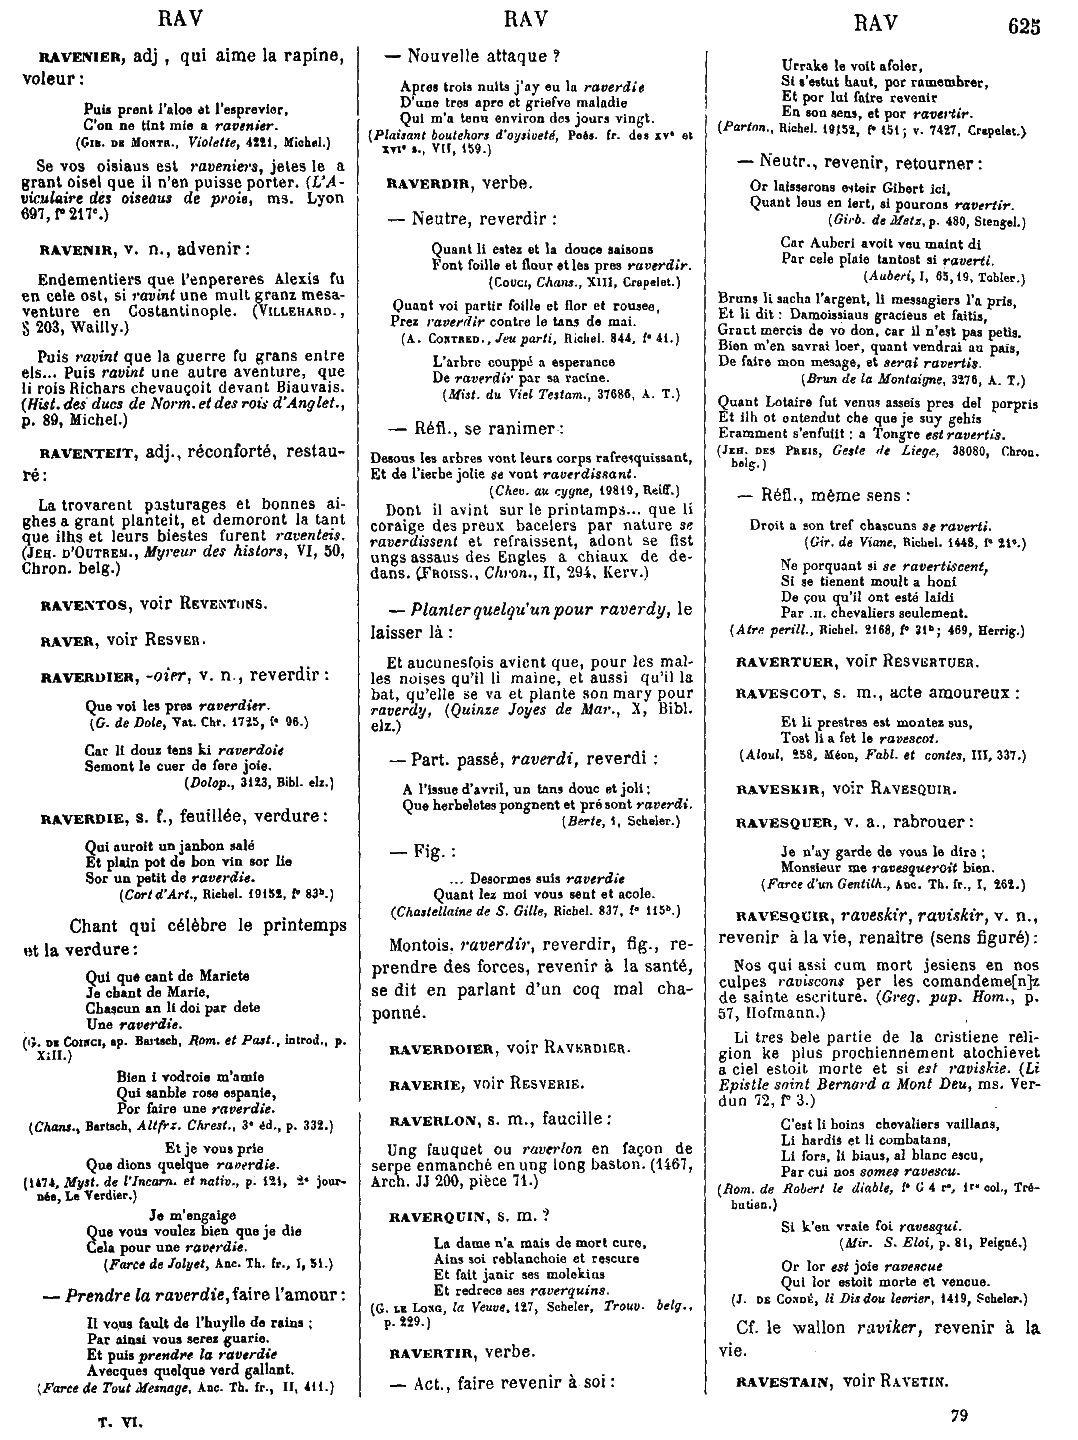 RAV
RAV
RAV
625
RAVENIER, adj , qui aime la rapine,
voleur :
Puis prent l'aloe et l'esprevier,
C'on ne tint mie a ravenier.
(GIB. DE MONTR., Violette, 4221, Michel.)
Se vos oisiaus est raveniers, jetes le a
grant oisel que il n'en puisse porter. (L'A-
viculaire des oiseaus de proie, ms. Lyon
697, f° 217c.)
RAVENIR, v. n., advenir :
Endementiers que l'enpereres Alexis fu
en cele ost, si ravint une mult granz mesa-
venture en Costantinople. (VILLEHARD.,
§ 203, Wailly.)
Puis ravint que la guerre fu grans entre
els... Puis ravint une autre aventure, que
li rois Richars chevauçoit devant Biauvais.
(Hist. des ducs de Norm. et des rois d'Anglet.,
p. 89, Michel.)
RAVENTEIT, adj., réconforté, restau-
ré :
La trovarent pasturages et bonnes ai-
ghes a grant planteit, et demoront la tant
que ilhs et leurs biestes furent raventeis.
(JEH. D'OUTREM., Myreur des histors, VI, 50,
Chron. belg.)
RAVENTOS, voir REVENTONS.
RAVER, voir RESVER.
RAVERDIER, -oier, v. n., reverdir :
Que voi les pres raverdier.
(G. de Dole, Vat. Chr. 1725, f° 96.)
Car li douz tens ki raverdoie
Semont le cuer de fere joie.
(Dolop., 3123, Bibl. elz.)
RAVERDIE, s. f., feuillée, verdure :
Qui auroit un janbon salé
Et plain pot de bon vin sor lie
Sor un petit de raverdie.
(Cort d'Art., Richel. 19152, f° 83b.)
Chant qui célèbre le printemps
et la verdure :
Qui que cant de Mariete
Je chant de Marie,
Chascun an li doi par dete
Une raverdie.
(G. DE COINCI, ap. Bartsch, Rom. et Past., introd., p.
XIII.)
Bien i vodroie m'amie
Qui sanble rose espanie,
Por faire une raverdie.
(Chans., Bartsch, Altfrz. Chrest., 3e éd., p. 332.)
Et je vous prie
Que dions quelque raverdie.
(1474, Myst. de l'Incarn. et nativ., p. 121, 2e jour-
née, Le Verdier.)
Je m'engaige
Que vous voulez bien que je die
Cela pour une raverdie.
(Farce de Jolyet, Anc. Th. fr., I, 51.)
— Prendre la raverdie, faire l'amour :
Il vous fault de l'huylle de rains ;
Par ainsi vous serez guarie.
Et puis prendre la raverdie
Avecques quelque verd gallant.
(Farce de Tout Mesnage, Anc. Th. fr., II, 411.)
T. VI.
— Nouvelle attaque ?
Apres trois nuits j'ay eu la raverdie
D'une tres apre et griefve maladie
Qui m'a tenu environ des jours vingt.
(Plaisant boutehors d'oysiveté, Poés. fr. des XVe et
XVIe s., VII, 159.)
RAVERDIR, verbe.
— Neutre, reverdir :
Quant li estez et la douce saisons
Font foille et flour et les pres raverdir.
(COUCI, Chans., XIII, Crapelet.)
Quant voi partir foille et flor et rousee,
Prez raverdir contre le tans de mai.
(A. CONTRED., Jeu parti, Richel. 844, f° 41.)
L'arbre couppé a esperance
De raverdir par sa racine.
(Mist. du Viel Testam., 37686, A. T.)
— Réfl., se ranimer :
Desous les arbres vont leurs corps rafresquissant,
Et de l'ierbe jolie se vont raverdissant.
(Chev. au cygne, 19819, Reiff.)
Dont il avint sur le printamps... que li
coraige des preux bacelers par nature se
raverdissent et refraissent, adont se fist
ungs assaus des Engles a chiaux de de-
dans. (FROISS., Chron., II, 294, Kerv.)
— Planter quelqu'un pour raverdy, le
laisser là :
Et aucunesfois avient que, pour les mal-
les noises qu'il li maine, et aussi qu'il la
bat, qu'elle se va et plante son mary pour
raverdy, (Quinze Joyes de Mar., X, Bibl.
elz.)
— Part. passé, raverdi, reverdi :
A l'issue d'avril, un tans douc et joli ;
Que herbeletes pongnent et pré sont raverdi.
(Berte, 1, Scheler.)
— Fig. :
... Desormes suis raverdie
Quant lez moi vous sent et acole.
(Chastellaine de S. Gille, Richel. 837, f° 115b.)
Montois. raverdir, reverdir, fig., re-
prendre des forces, revenir à la santé,
se dit en parlant d'un coq mal cha-
ponné.
RAVERDOIER, voir RAVERDIER.
RAVERIE, voir RESVERIE.
RAVERLON, s. m., faucille :
Ung fauquet ou raverlon en façon de
serpe enmanché en ung long baston. (1467,
Arch. JJ 200, pièce 71.)
RAVERQUIN, s. m. ?
La dame n'a mais de mort cure,
Ains soi reblanchoie et rescure
Et fait janir ses molekins
Et redrece ses raverquins.
(G. LE LONG, la Veuve, 127, Scheler, Trouv. belg.,
p. 229.)
RAVERTIR, verbe.
— Act., faire revenir à soi :
Urrake le voit afoler,
Si s'estut haut, por ramembrer,
Et por lui faire revenir
En son sens, et por ravertir.
(Parton., Richel. 19152, f° 151 ; v. 7427, Crapelet.)
— Neutr., revenir, retourner :
Or laisserons esteir Gibert ici,
Quant leus en iert, si pourons ravertir.
(Girb. de Metz, p. 480, Stengel.)
Car Auberi avoit veu maint di
Par cele plaie tantost si raverti.
(Auberi, I, 65, 19, Tobler.)
Bruns li sacha l'argent, li messagiers l'a pris,
Et li dit : Damoissiaus gracieus et faitis,
Grant mercis de vo don, car il n'est pas petis.
Bien m'en savrai loer, quant vendrai au pais,
De faire mon mesage, et serai ravertis.
(Brun de la Montaigne, 3276, A. T.)
Quant Lotaire fut venus asseis pres del porpris
Et ilh ot entendut che que je suy gehis
Eramment s'enfuiit ; a Tongre est ravertis.
(JEH. DES PREIS, Geste de Liege, 38080, Chron.
belg.)
— Réfl., même sens :
Droit a son tref chascuns se raverti.
(Gir. de Viane, Richel. 1448, f° 21c.)
Ne porquant si se ravertiscent,
Si se tienent moult a honi
De çou qu'il ont esté laidi
Par .II. chevaliers seulement.
(Atre perill., Richel. 2168, f° 31b ; 469, Herrig.)
RAVERTUER, voir RESVERTUER.
RAVESCOT, s. m., acte amoureux :
Et li prestres est montez sus,
Tost li a fet le ravescot.
(Aloul, 258, Méon, Fabl. et contes, III, 337.)
RAVESKIR, voir RAVESQUIR.
RAVESQUER, v. a., rabrouer :
Je n'ay garde de vous le dire ;
Monsieur me ravesqueroit bien.
(Farce d'un Gentilh., Anc. Th. fr., I, 262.)
RAVESQUIR, raveskir, raviskir, v. n.,
revenir à la vie, renaître (sens figuré) :
Nos qui assi cum mort jesiens en nos
culpes raviscons per les comandeme[n]z
de sainte escriture. (Greg. pap. Hom., p.
57, Hofmann.)
Li tres bele partie de la cristiene reli-
gion ke plus prochiennement atochievet
a ciel estoit morte et si est raviskie. (Li
Epistle saint Bernard a Mont Deu, ms. Ver-
dun 72, f° 3.)
C'est li boins chevaliers vaillans,
Li hardis et li combatans,
Li fors, li biaus, al blanc escu,
Par cui nos somes ravescu.
(Rom. de Robert le diable, f° G 4 r°, 1re col., Tré-
butien.)
Si k'en vraie foi ravesqui.
(Mir. S. Eloi, p. 81, Peigné.)
Or lor est joie ravescue
Qui lor estoit morte et vencue.
(J. DE CONDÉ, li Dis dou levrier, 1419, Scheler.)
Cf. le wallon raviker, revenir à la
vie.
RAVESTAIN, voir RAVETIN.
79